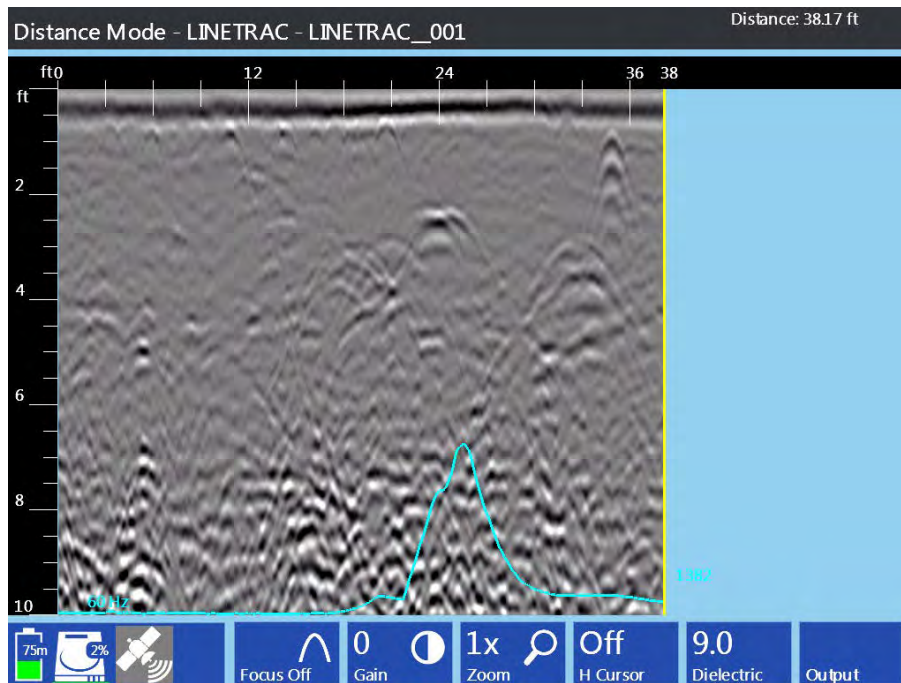 Distance Mode - LINETRAC - LINETRAC__001
Distance: 38.17 ft
ft0 12 24 36 38
ft
2
4
6
8
10
60 Hz
1382
75m
2%
Focus Off
0
Gain
1x
Zoom
Off
H Cursor
9.0
Dielectric
Output